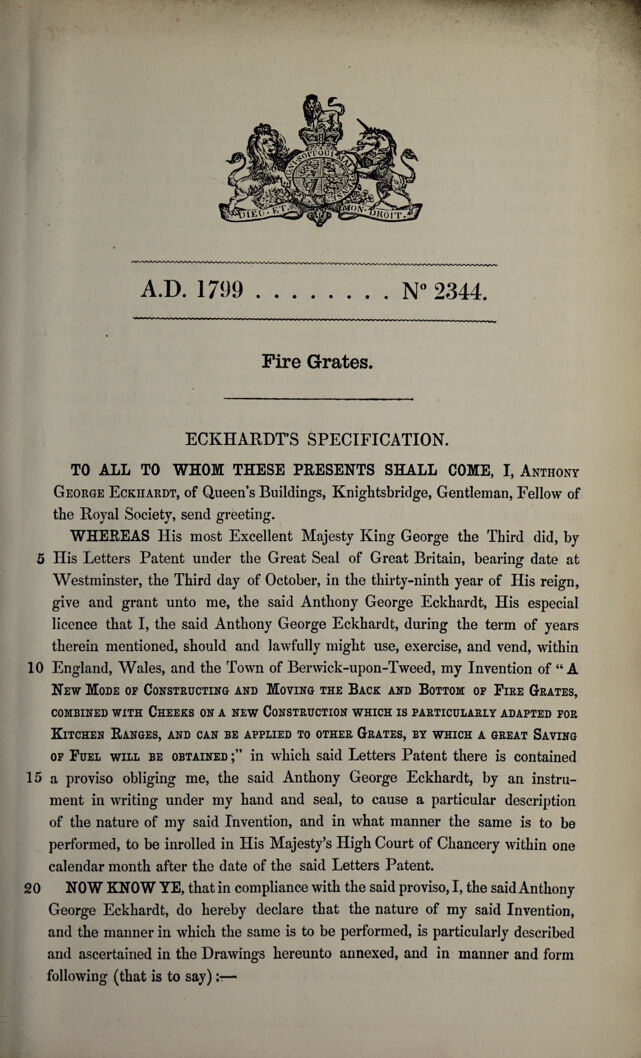 DIEU · ET · MON · DROIT
A.D. 1799 . . . . . . . . N° 2344.
Fire Grates.
ECKHARDT'S SPECIFICATION.
TO ALL TO WHOM THESE PRESENTS SHALL COME, I, ANTHONY
GEORGE ECKHARDT, of Queen's Buildings, Knightsbridge, Gentleman, Fellow of
the Royal Society, send greeting.
WHEREAS His most Excellent Majesty King George the Third did, by
5 His Letters Patent under the Great Seal of Great Britain, bearing date at
Westminster, the Third day of October, in the thirty-ninth year of His reign,
give and grant unto me, the said Anthony George Eckhardt, His especial
licence that I, the said Anthony George Eckhardt, during the term of years
therein mentioned, should and lawfully might use, exercise, and vend, within
10 England, Wales, and the Town of Berwick-upon-Tweed, my Invention of " A
NEW MODE OF CONSTRUCTING AND MOVING THE BACK AND BOTTOM OF FIRE GRATES,
COMBINED WITH CHEEKS ON A NEW CONSTRUCTION WHICH IS PARTICULARLY ADAPTED FOR
KITCHEN RANGES, AND CAN BE APPLIED TO OTHER GRATES, BY WHICH A GREAT SAVING
OF FUEL WILL BE OBTAINED ;" in which said Letters Patent there is contained
15 a proviso obliging me, the said Anthony George Eckhardt, by an instru-
ment in writing under my hand and seal, to cause a particular description
of the nature of my said Invention, and in what manner the same is to be
performed, to be inrolled in His Majesty's High Court of Chancery within one
calendar month after the date of the said Letters Patent.
20 NOW KNOW YE, that in compliance with the said proviso, I, the said Anthony
George Eckhardt, do hereby declare that the nature of my said Invention,
and the manner in which the same is to be performed, is particularly described
and ascertained in the Drawings hereunto annexed, and in manner and form
following (that is to say) :—